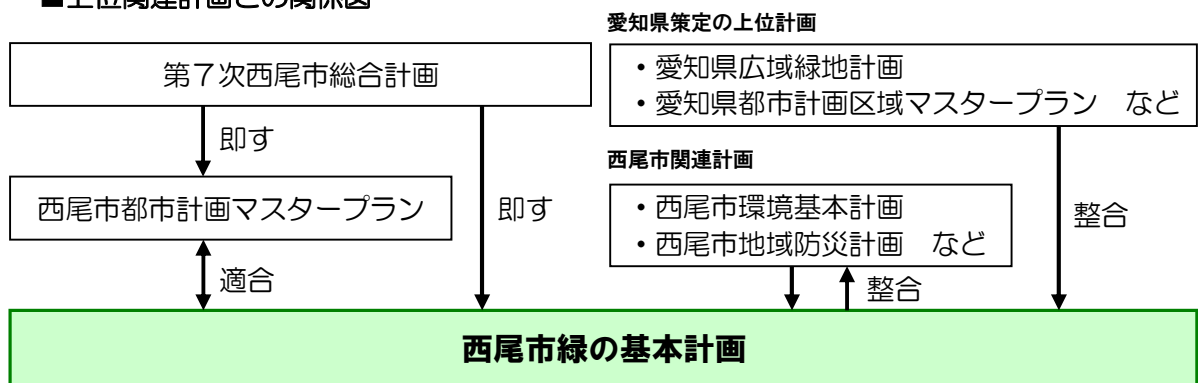 ■上位関連計画との関係図
愛知県策定の上位計画
第7次西尾市総合計画
・愛知県広域緑地計画
・愛知県都市計画区域マスタープラン　など
即す
西尾市関連計画
西尾市都市計画マスタープラン
即す
・西尾市環境基本計画
・西尾市地域防災計画　など
整合
適合
整合
西尾市緑の基本計画